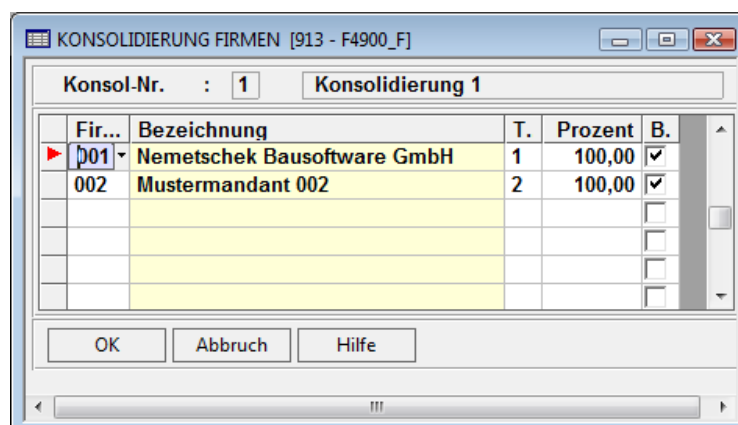 KONSOLIDIERUNG FIRMEN [913 - F4900_F]
Konsol-Nr. : 1 Konsolidierung 1
Fir... Bezeichnung T. Prozent B.
001 Nemetschek Bausoftware GmbH 1 100,00
002 Mustermandant 002 2 100,00
OK Abbruch Hilfe